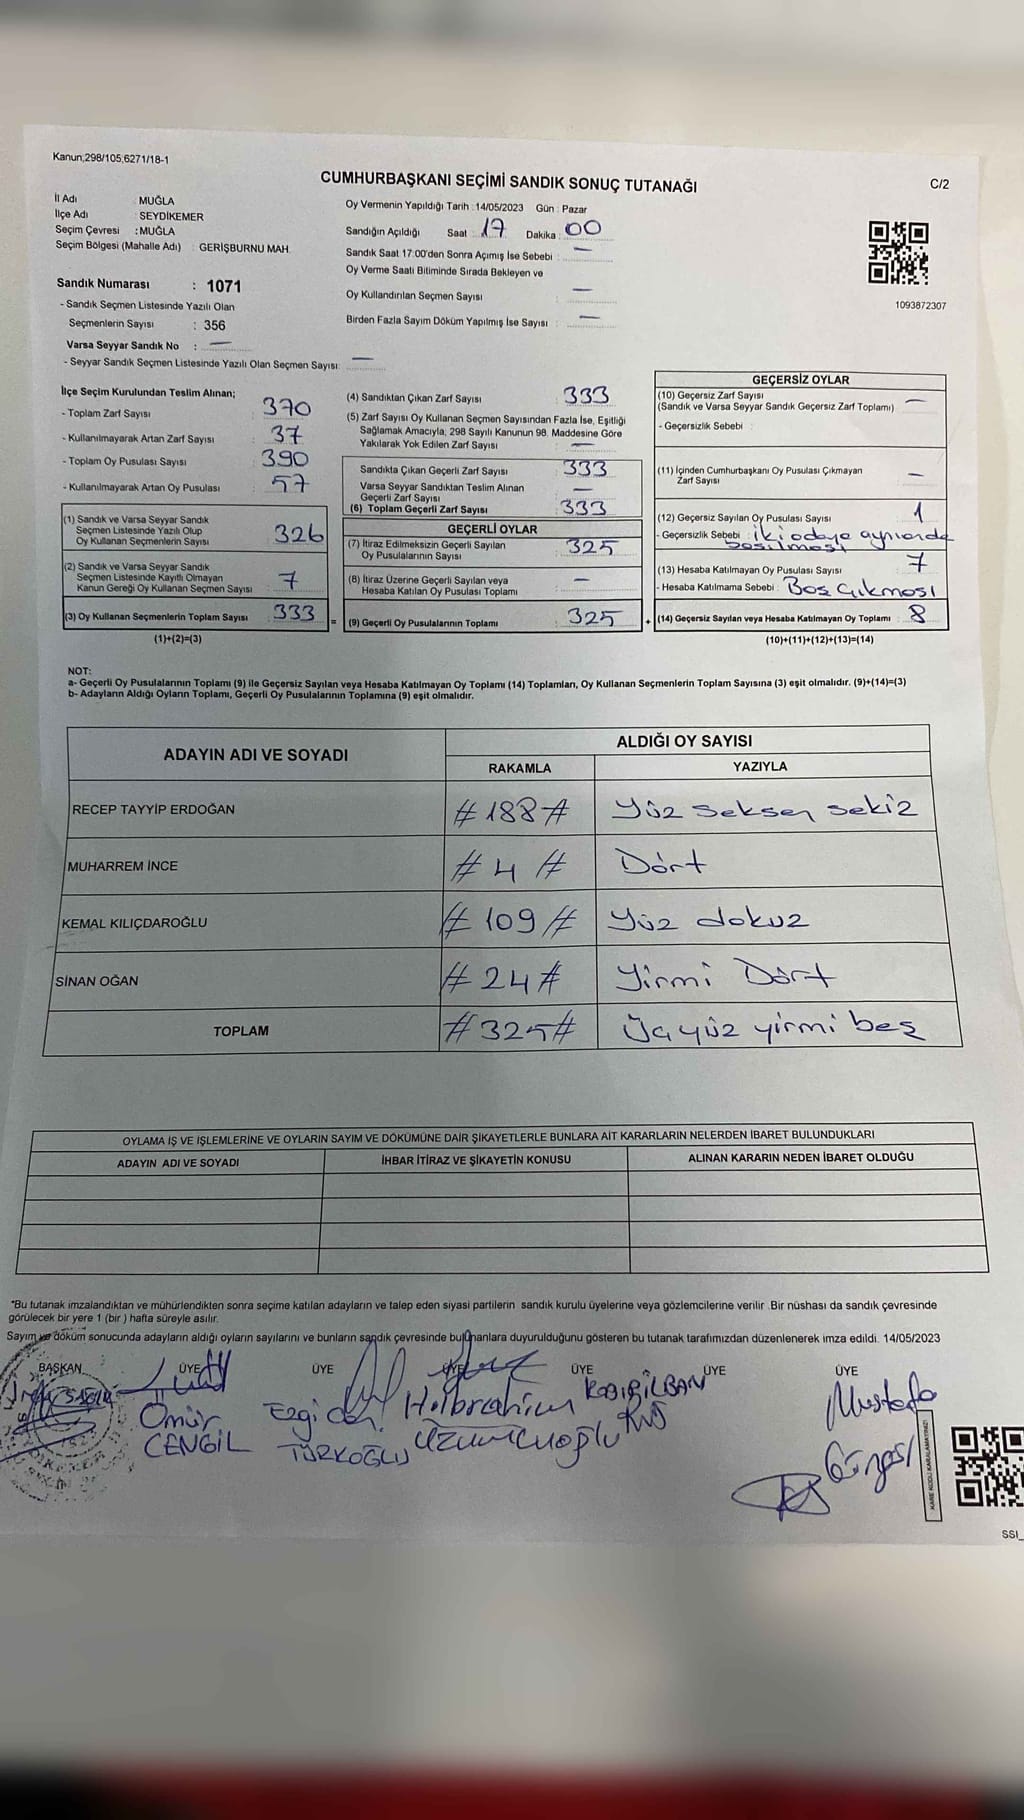 Kanun;298/105,6271/18-1
CUMHURBAŞKANI SEÇİMİ SANDIK SONUÇ TUTANAĞI
C/2
İl Adı : MUĞLA
İlçe Adı : SEYDİKEMER
Seçim Çevresi : MUĞLA
Seçim Bölgesi (Mahalle Adı) : GERİŞBURNU MAH.
Sandık Numarası : 1071
- Sandık Seçmen Listesinde Yazılı Olan
Seçmenlerin Sayısı : 356
Varsa Seyyar Sandık No : —
- Seyyar Sandık Seçmen Listesinde Yazılı Olan Seçmen Sayısı: —
Oy Vermenin Yapıldığı Tarih : 14/05/2023 Gün : Pazar
Sandığın Açıldığı Saat : 17 Dakika : 00
Sandık Saat 17:00'den Sonra Açımış İse Sebebi : —
Oy Verme Saati Bitiminde Sırada Bekleyen ve
Oy Kullandırılan Seçmen Sayısı : —
Birden Fazla Sayım Döküm Yapılmış İse Sayısı : —
1093872307
İlçe Seçim Kurulundan Teslim Alınan;
- Toplam Zarf Sayısı : 370
- Kullanılmayarak Artan Zarf Sayısı : 37
- Toplam Oy Pusulası Sayısı : 390
- Kullanılmayarak Artan Oy Pusulası : 57
(1) Sandık ve Varsa Seyyar Sandık
Seçmen Listesinde Yazılı Olup
Oy Kullanan Seçmenlerin Sayısı : 326
(2) Sandık ve Varsa Seyyar Sandık
Seçmen Listesinde Kayıtlı Olmayan
Kanun Gereği Oy Kullanan Seçmen Sayısı : 7
(3) Oy Kullanan Seçmenlerin Toplam Sayısı : 333
(1)+(2)=(3)
(4) Sandıktan Çıkan Zarf Sayısı : 333
(5) Zarf Sayısı Oy Kullanan Seçmen Sayısından Fazla İse, Eşitliği
Sağlamak Amacıyla; 298 Sayılı Kanunun 98. Maddesine Göre
Yakılarak Yok Edilen Zarf Sayısı : —
Sandıkta Çıkan Geçerli Zarf Sayısı : 333
Varsa Seyyar Sandıktan Teslim Alınan
Geçerli Zarf Sayısı : —
(6) Toplam Geçerli Zarf Sayısı : 333
GEÇERLİ OYLAR
(7) İtiraz Edilmeksizin Geçerli Sayılan
Oy Pusulalarının Sayısı : 325
(8) İtiraz Üzerine Geçerli Sayılan veya
Hesaba Katılan Oy Pusulası Toplamı : —
= (9) Geçerli Oy Pusulalarının Toplamı : 325
GEÇERSİZ OYLAR
(10) Geçersiz Zarf Sayısı : —
(Sandık ve Varsa Seyyar Sandık Geçersiz Zarf Toplamı)
- Geçersizlik Sebebi :
(11) İçinden Cumhurbaşkanı Oy Pusulası Çıkmayan
Zarf Sayısı : —
(12) Geçersiz Sayılan Oy Pusulası Sayısı : 1
- Geçersizlik Sebebi : iki adaya ayrıında
basılması
(13) Hesaba Katılmayan Oy Pusulası Sayısı : 7
- Hesaba Katılmama Sebebi : Boş Çıkması
+ (14) Geçersiz Sayılan veya Hesaba Katılmayan Oy Toplamı : 8
(10)+(11)+(12)+(13)=(14)
NOT:
a- Geçerli Oy Pusulalarının Toplamı (9) ile Geçersiz Sayılan veya Hesaba Katılmayan Oy Toplamı (14) Toplamları, Oy Kullanan Seçmenlerin Toplam Sayısına (3) eşit olmalıdır. (9)+(14)=(3)
b- Adayların Aldığı Oyların Toplamı, Geçerli Oy Pusulalarının Toplamına (9) eşit olmalıdır.
ADAYIN ADI VE SOYADI
ALDIĞI OY SAYISI
RAKAMLA YAZIYLA
RECEP TAYYİP ERDOĞAN #188# Yüz seksen sekiz
MUHARREM İNCE #4# Dört
KEMAL KILIÇDAROĞLU #109# Yüz dokuz
SİNAN OĞAN #24# Yirmi Dört
TOPLAM #325# Üçyüz yirmi beş
OYLAMA İŞ VE İŞLEMLERİNE VE OYLARIN SAYIM VE DÖKÜMÜNE DAİR ŞİKAYETLERLE BUNLARA AİT KARARLARIN NELERDEN İBARET BULUNDUKLARI
ADAYIN ADI VE SOYADI İHBAR İTİRAZ VE ŞİKAYETİN KONUSU ALINAN KARARIN NEDEN İBARET OLDUĞU
*Bu tutanak imzalandıktan ve mühürlendikten sonra seçime katılan adayların ve talep eden siyasi partilerin sandık kurulu üyelerine veya gözlemcilerine verilir .Bir nüshası da sandık çevresinde
görülecek bir yere 1 (bir ) hafta süreyle asılır.
Sayım ve döküm sonucunda adayların aldığı oyların sayılarını ve bunların sandık çevresinde bulunanlara duyurulduğunu gösteren bu tutanak tarafımızdan düzenlenerek imza edildi. 14/05/2023
BAŞKAN ÜYE ÜYE ÜYE ÜYE ÜYE ÜYE
Ömür
CENGİL
Ezgi
TÜRKOĞLU
H.İbrahim
Üzümcüoğlu
Mustafa
KARE KODU KARALAMAYINIZ!
SSI_